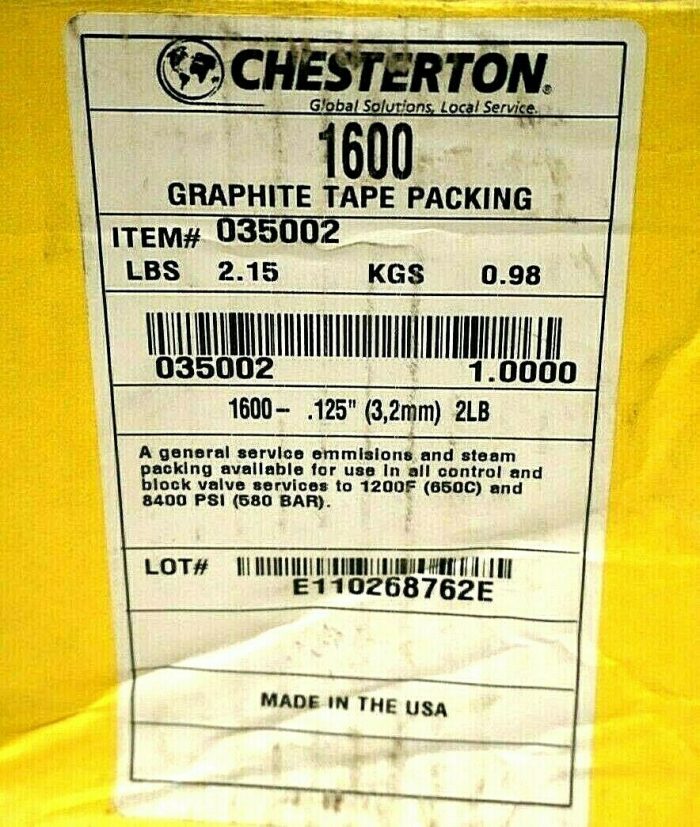 CHESTERTON®
Global Solutions, Local Service.
1600
GRAPHITE TAPE PACKING
ITEM# 035002
LBS 2.15 KGS 0.98
035002 1.0000
1600- .125" (3,2mm) 2LB
A general service emmisions and steam
packing available for use in all control and
block valve services to 1200F (650C) and
8400 PSI (580 BAR).
LOT#
E110268762E
MADE IN THE USA